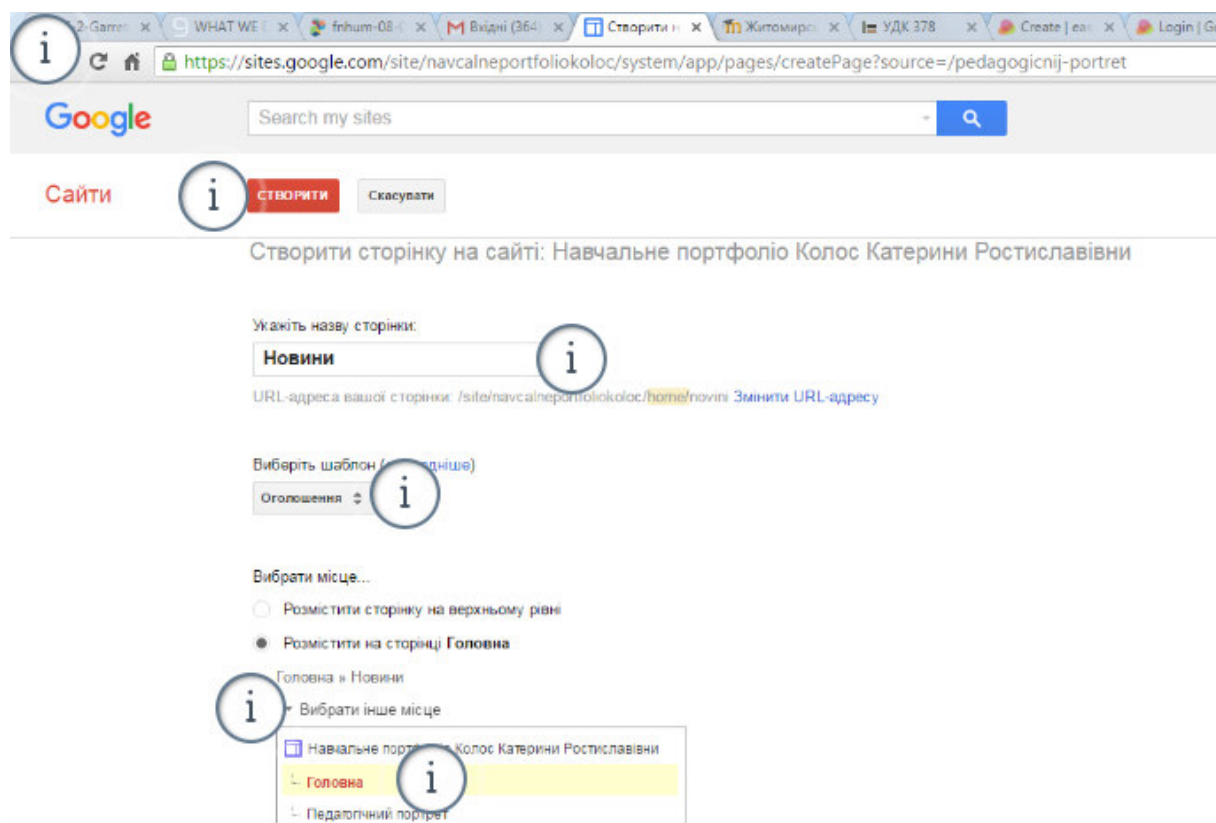 2-Garre WHAT WE fnhum-08- Вхідні (364) Створити н Житомирс УДК 378 Create | eas Login | G
https://sites.google.com/site/navcalneportfoliokoloc/system/app/pages/createPage?source=/pedagogicnij-portret
Google Search my sites
Сайти СТВОРИТИ Скасувати
Створити сторінку на сайті: Навчальне портфоліо Колос Катерини Ростиславівни
Укажіть назву сторінки:
Новини
URL-адреса вашої сторінки: /site/navcalneportfoliokoloc/home/novini Змінити URL-адресу
Виберіть шаблон
Оголошення
Вибрати місце...
Розмістити сторінку на верхньому рівні
Розмістити на сторінці Головна
Головна » Новини
Вибрати інше місце
Навчальне портфоліо Колос Катерини Ростиславівни
Головна
Педагогічний портрет